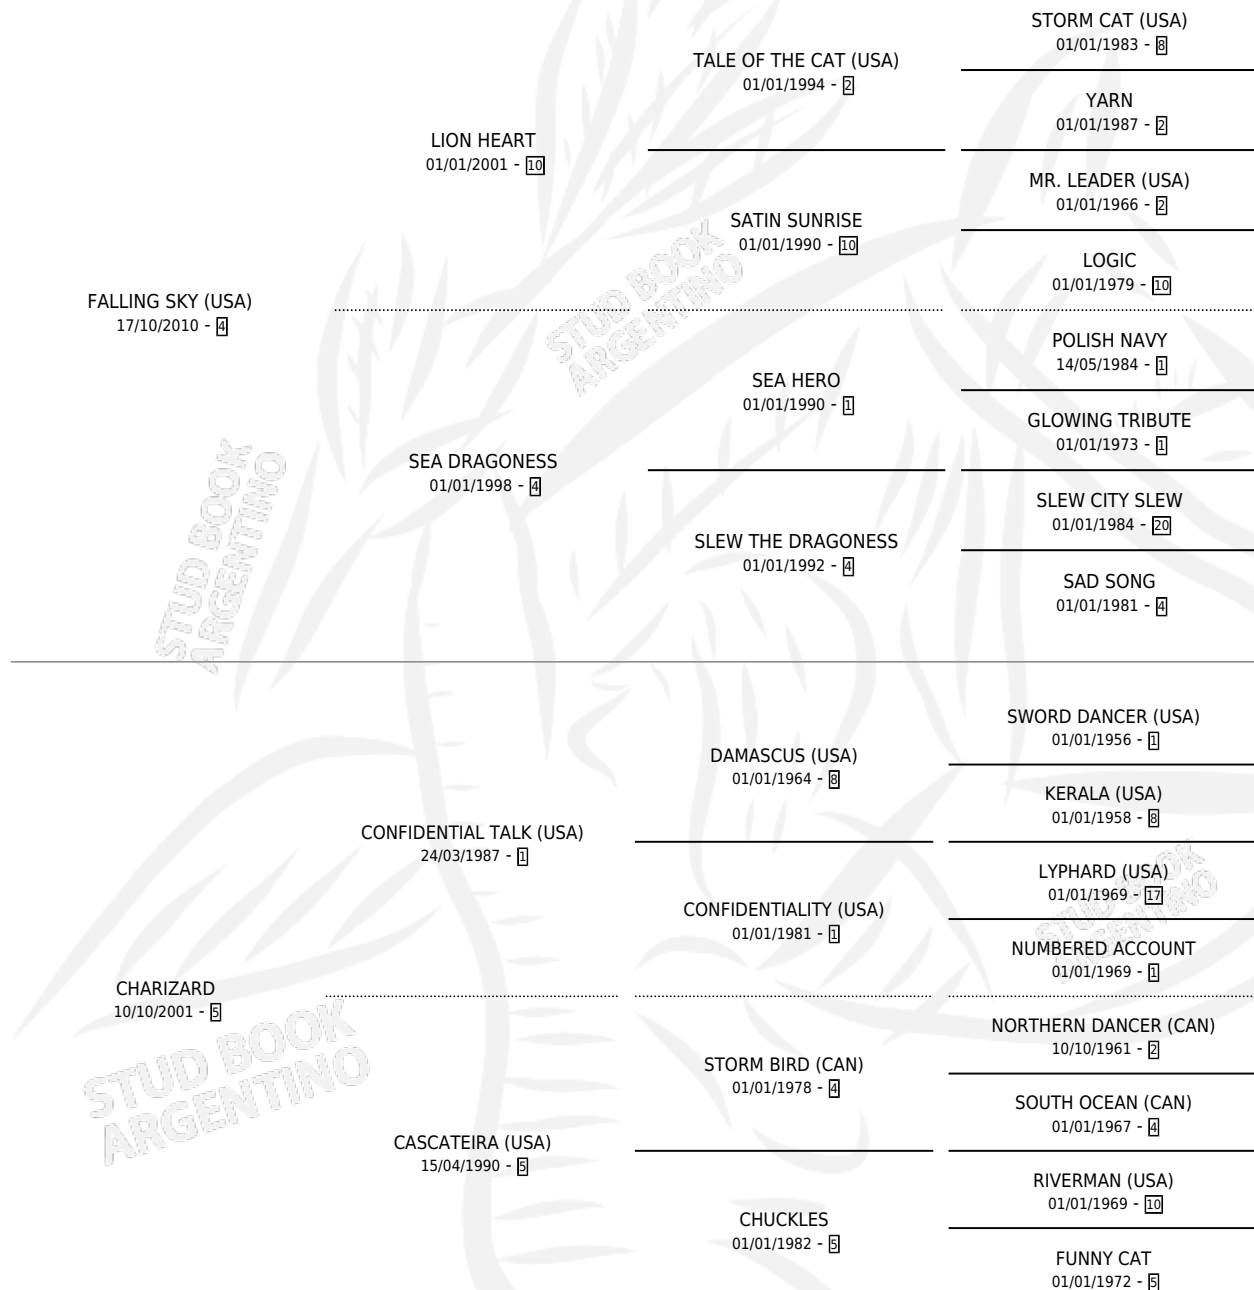 STORM CAT (USA)
01/01/1983 - 8
TALE OF THE CAT (USA)
01/01/1994 - 2
YARN
01/01/1987 - 2
LION HEART
01/01/2001 - 10
MR. LEADER (USA)
01/01/1966 - 2
SATIN SUNRISE
01/01/1990 - 10
LOGIC
01/01/1979 - 10
FALLING SKY (USA)
17/10/2010 - 4
STUD BOOK
ARGENTINO
POLISH NAVY
14/05/1984 - 1
SEA HERO
01/01/1990 - 1
GLOWING TRIBUTE
01/01/1973 - 1
SEA DRAGONESS
01/01/1998 - 4
SLEW CITY SLEW
01/01/1984 - 20
SLEW THE DRAGONESS
01/01/1992 - 4
SAD SONG
01/01/1981 - 4
STUD BOOK
ARGENTINO
SWORD DANCER (USA)
01/01/1956 - 1
DAMASCUS (USA)
01/01/1964 - 8
KERALA (USA)
01/01/1958 - 8
CONFIDENTIAL TALK (USA)
24/03/1987 - 1
LYPHARD (USA)
01/01/1969 - 17
CONFIDENTIALITY (USA)
01/01/1981 - 1
NUMBERED ACCOUNT
01/01/1969 - 1
STUD BOOK
ARGENTINO
CHARIZARD
10/10/2001 - 5
NORTHERN DANCER (CAN)
10/10/1961 - 2
STORM BIRD (CAN)
01/01/1978 - 4
SOUTH OCEAN (CAN)
01/01/1967 - 4
STUD BOOK
ARGENTINO
CASCATEIRA (USA)
15/04/1990 - 5
RIVERMAN (USA)
01/01/1969 - 10
CHUCKLES
01/01/1982 - 5
FUNNY CAT
01/01/1972 - 5